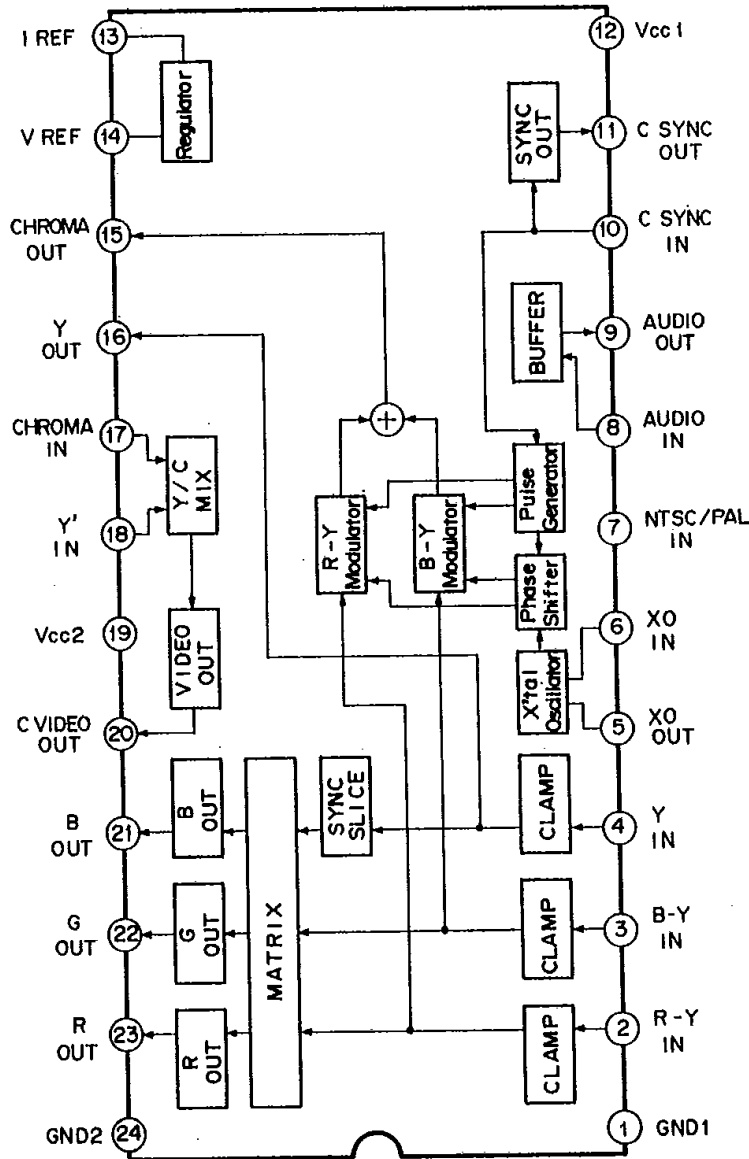 I REF
13
V REF
14
Regulator
CHROMA
OUT
15
Y
OUT
16
CHROMA
IN
17
Y'
IN
18
Y/C
MIX
Vcc2
19
VIDEO
OUT
C VIDEO
OUT
20
B
OUT
21
B
OUT
G
OUT
22
G
OUT
R
OUT
23
R
OUT
GND2
24
MATRIX
SYNC
SLICE
+
R-Y
Modulator
B-Y
Modulator
Pulse
Generator
Phase
Shifter
X'tal
Oscilator
SYNC
OUT
BUFFER
CLAMP
CLAMP
CLAMP
12
Vcc1
11
C SYNC
OUT
10
C SYNC
IN
9
AUDIO
OUT
8
AUDIO
IN
7
NTSC/PAL
IN
6
XO
IN
5
XO
OUT
4
Y
IN
3
B-Y
IN
2
R-Y
IN
1
GND1